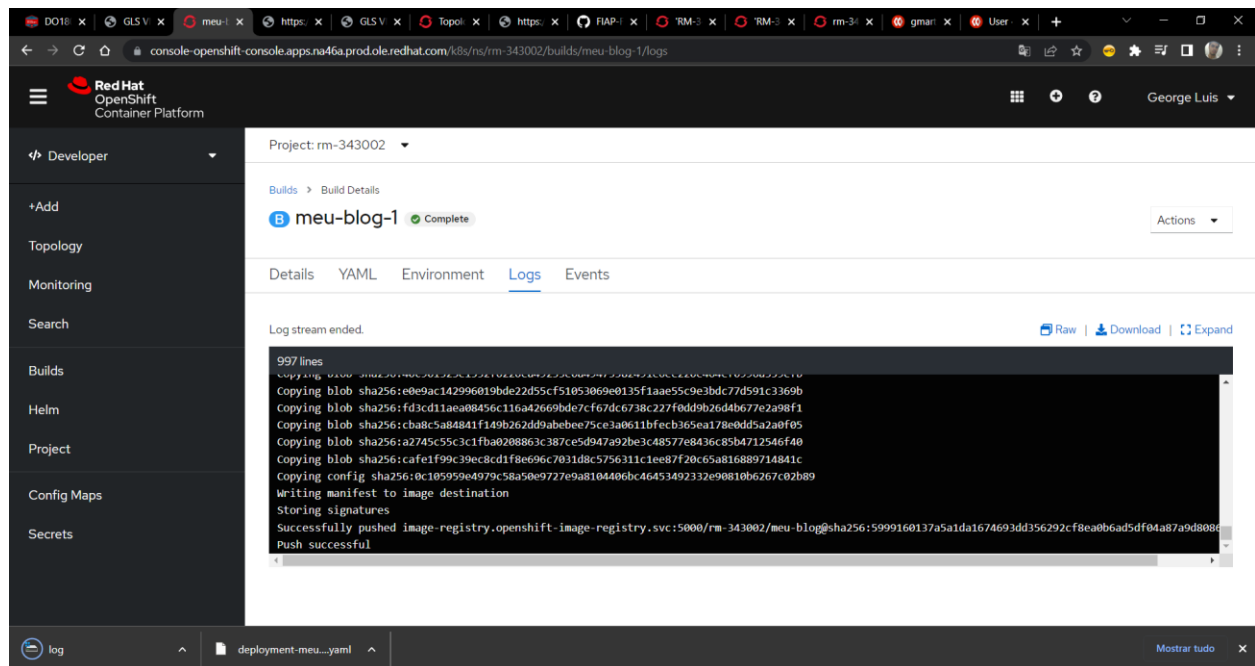 DO18
GLS Vi
meu-b
https:/
GLS Vi
Topolo
https:/
FIAP-F
'RM-3
'RM-3
rm-34
gmart
User -
console-openshift-console.apps.na46a.prod.ole.redhat.com/k8s/ns/rm-343002/builds/meu-blog-1/logs
Red Hat
OpenShift
Container Platform
George Luis
Developer
Project: rm-343002
+Add
Topology
Monitoring
Search
Builds
Helm
Project
Config Maps
Secrets
Builds > Build Details
B meu-blog-1 Complete
Actions
Details YAML Environment Logs Events
Log stream ended.
Raw | Download | Expand
997 lines
Copying blob sha256:e0e9ac142996019bde22d55cf51053069e0135f1aae55c9e3bdc77d591c3369b
Copying blob sha256:fd3cd11aea08456c116a42669bde7cf67dc6738c227f0dd9b26d4b677e2a98f1
Copying blob sha256:cba8c5a84841f149b262dd9abebee75ce3a0611bfecb365ea178e0dd5a2a0f05
Copying blob sha256:a2745c55c3c1fba0208863c387ce5d947a92be3c48577e8436c85b4712546f40
Copying blob sha256:cafe1f99c39ec8cd1f8e696c7031d8c5756311c1ee87f20c65a816889714841c
Copying config sha256:0c105959e4979c58a50e9727e9a8104406bc46453492332e90810b6267c02b89
Writing manifest to image destination
Storing signatures
Successfully pushed image-registry.openshift-image-registry.svc:5000/rm-343002/meu-blog@sha256:5999160137a5a1da1674693dd356292cf8ea0b6ad5df04a87a9d8086
Push successful
log
deployment-meu....yaml
Mostrar tudo